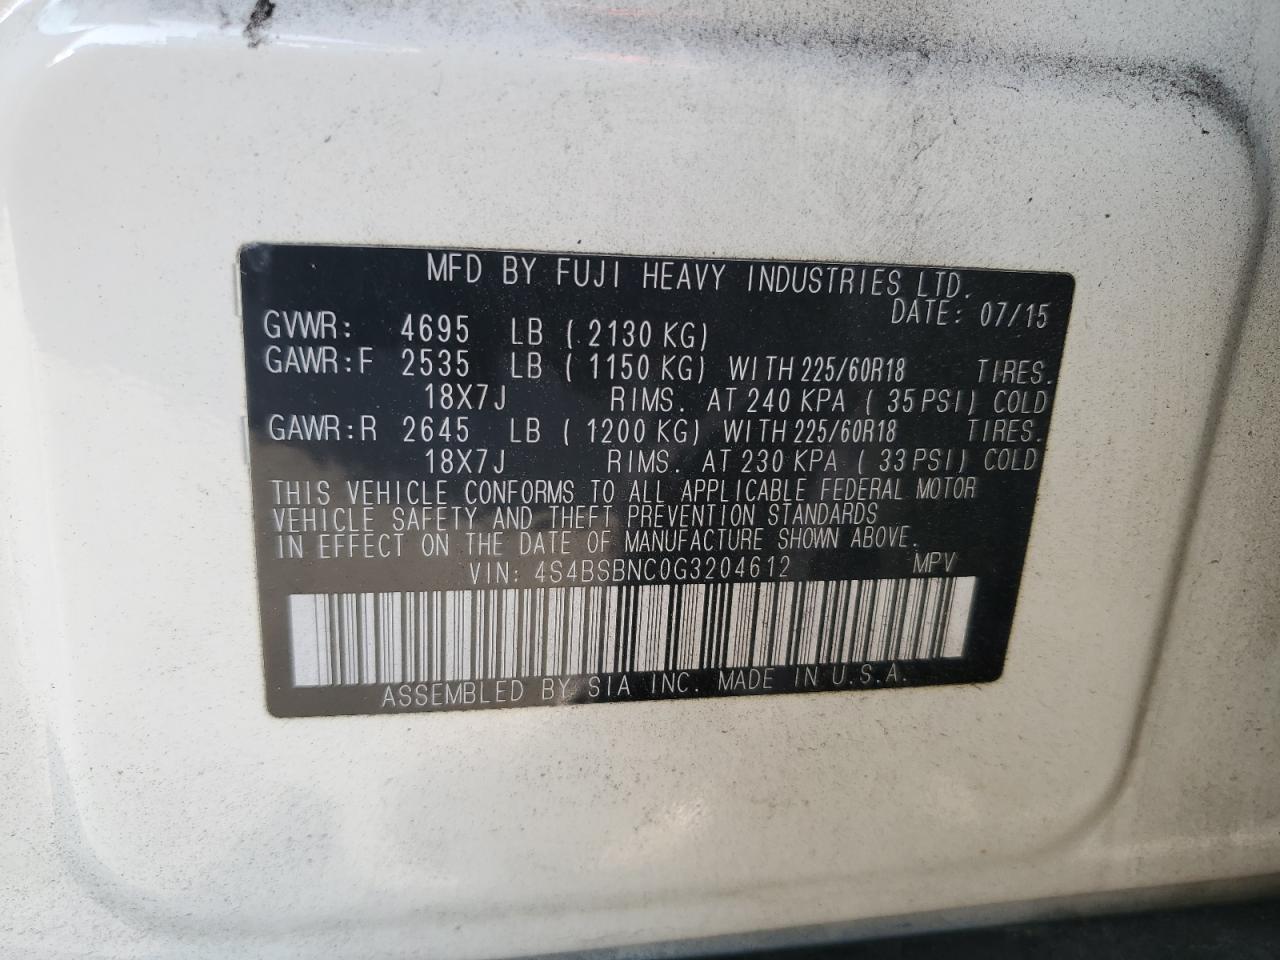 MFD BY FUJI HEAVY INDUSTRIES LTD.
DATE: 07/15
GVWR: 4695 LB ( 2130 KG)
GAWR:F 2535 LB ( 1150 KG) WITH 225/60R18 TIRES.
18X7J RIMS. AT 240 KPA ( 35 PSI) COLD
GAWR:R 2645 LB ( 1200 KG) WITH 225/60R18 TIRES.
18X7J RIMS. AT 230 KPA ( 33 PSI) COLD
THIS VEHICLE CONFORMS TO ALL APPLICABLE FEDERAL MOTOR
VEHICLE SAFETY AND THEFT PREVENTION STANDARDS
IN EFFECT ON THE DATE OF MANUFACTURE SHOWN ABOVE.
VIN: 4S4BSBNC0G3204612 MPV
ASSEMBLED BY SIA INC. MADE IN U.S.A.